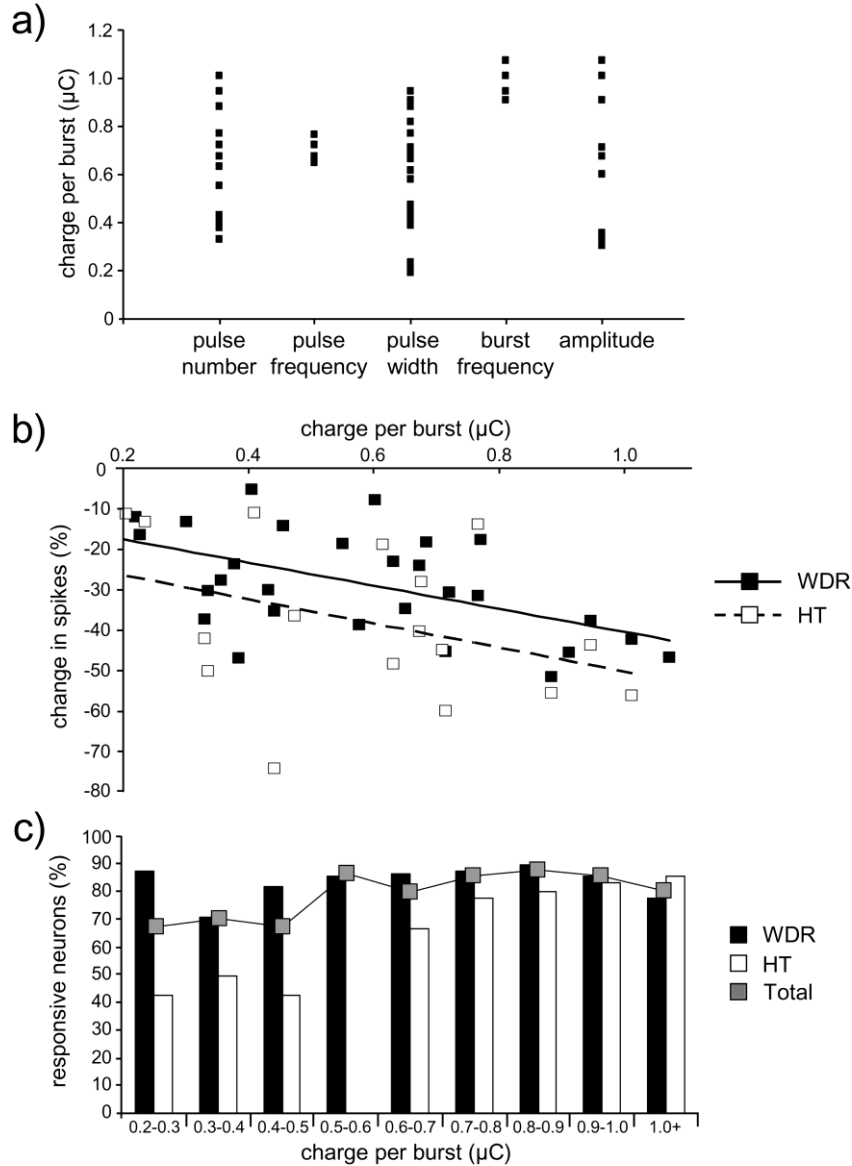 a)
1.2
1.0
0.8
0.6
0.4
0.2
0
charge per burst (µC)
pulse number
pulse frequency
pulse width
burst frequency
amplitude
b)
charge per burst (µC)
0.2 0.4 0.6 0.8 1.0
0
-10
-20
-30
-40
-50
-60
-70
-80
change in spikes (%)
WDR
HT
c)
100
90
80
70
60
50
40
30
20
10
0
responsive neurons (%)
0.2-0.3 0.3-0.4 0.4-0.5 0.5-0.6 0.6-0.7 0.7-0.8 0.8-0.9 0.9-1.0 1.0+
charge per burst (µC)
WDR
HT
Total